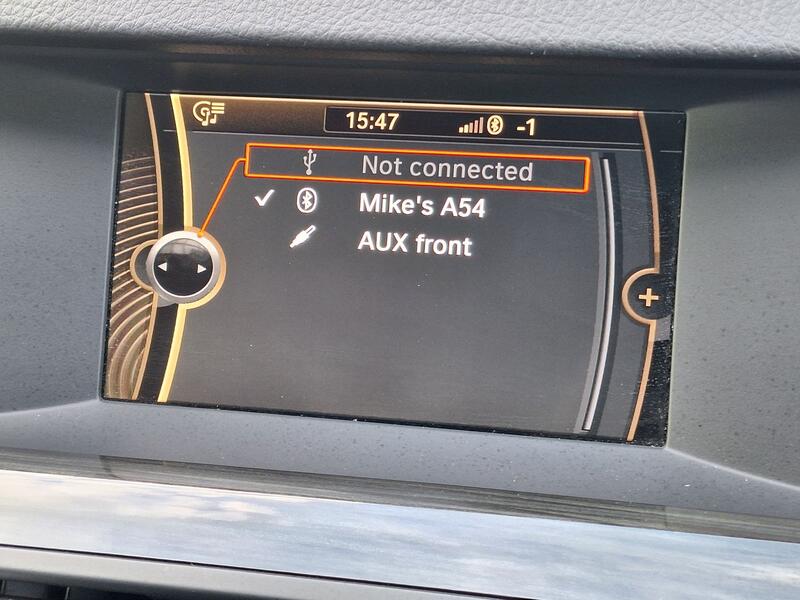 15:47 -1
Not connected
Mike's A54
AUX front